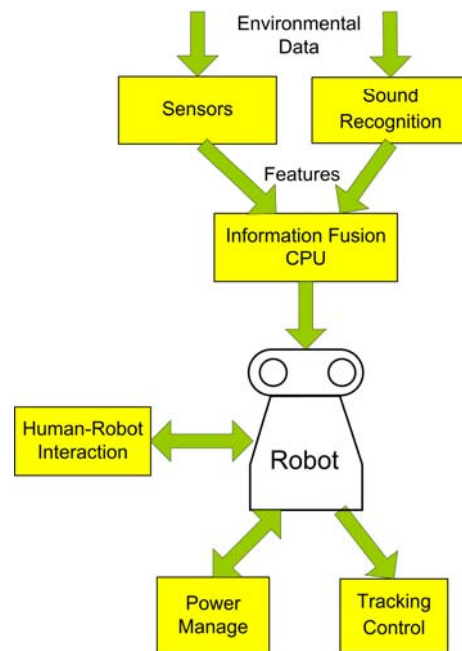 Environmental
Data
Sensors
Sound
Recognition
Features
Information Fusion
CPU
Human-Robot
Interaction
Robot
Power
Manage
Tracking
Control